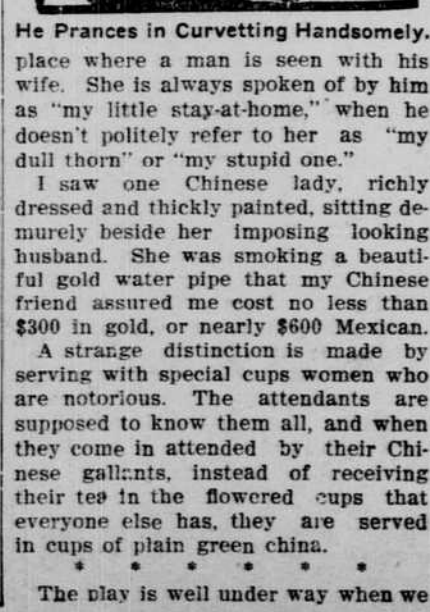 He Prances in Curvetting Handsomely.
place where a man is seen with his
wife. She is always spoken of by him
as "my little stay-at-home," when he
doesn't politely refer to her as "my
dull thorn" or "my stupid one."
I saw one Chinese lady, richly
dressed and thickly painted, sitting de-
murely beside her imposing looking
husband. She was smoking a beauti-
ful gold water pipe that my Chinese
friend assured me cost no less than
$300 in gold, or nearly $600 Mexican.
A strange distinction is made by
serving with special cups women who
are notorious. The attendants are
supposed to know them all, and when
they come in attended by their Chi-
nese gallants, instead of receiving
their tea in the flowered cups that
everyone else has, they are served
in cups of plain green china.
* * * * * *
The play is well under way when we